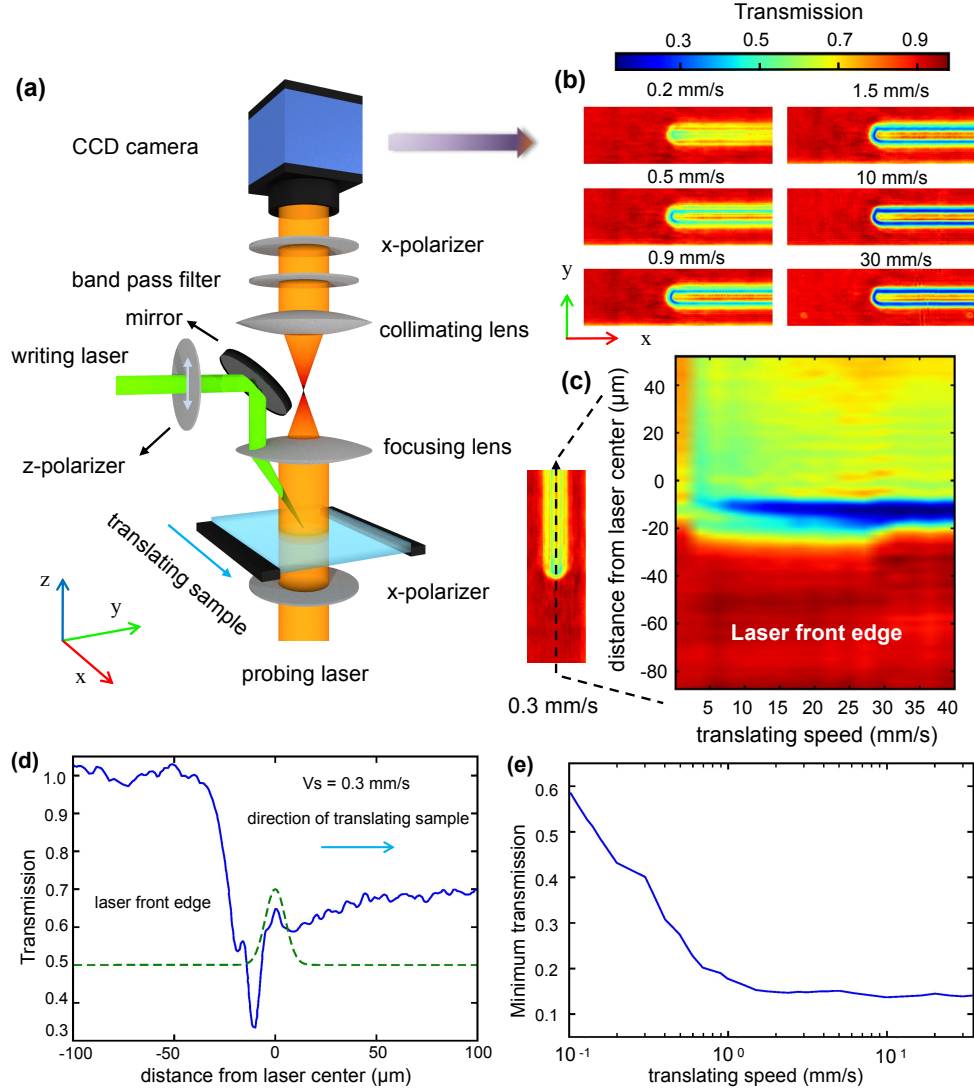 Transmission
0.3 0.5 0.7 0.9
(a)
CCD camera
x-polarizer
band pass filter
mirror
collimating lens
writing laser
focusing lens
z-polarizer
translating sample
x-polarizer
probing laser
z
y
x
(b)
0.2 mm/s 1.5 mm/s
0.5 mm/s 10 mm/s
0.9 mm/s 30 mm/s
y
x
(c)
distance from laser center (μm)
40
20
0
-20
-40
-60
-80
Laser front edge
0.3 mm/s
5 10 15 20 25 30 35 40
translating speed (mm/s)
(d)
Transmission
1.0
0.9
0.8
0.7
0.6
0.5
0.4
0.3
Vs = 0.3 mm/s
direction of translating sample
laser front edge
-100 -50 0 50 100
distance from laser center (μm)
(e)
Minimum transmission
0.6
0.5
0.4
0.3
0.2
0.1
10⁻¹ 10⁰ 10¹
translating speed (mm/s)